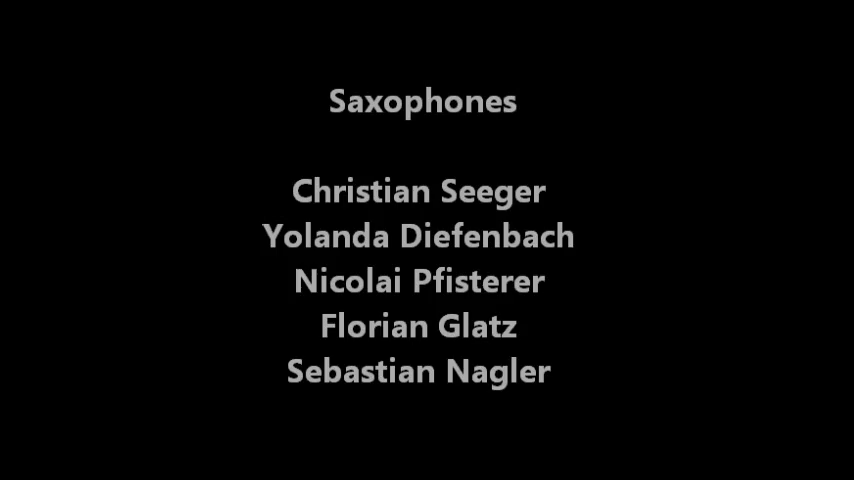 Saxophones
Christian Seeger
Yolanda Diefenbach
Nicolai Pfisterer
Florian Glatz
Sebastian Nagler